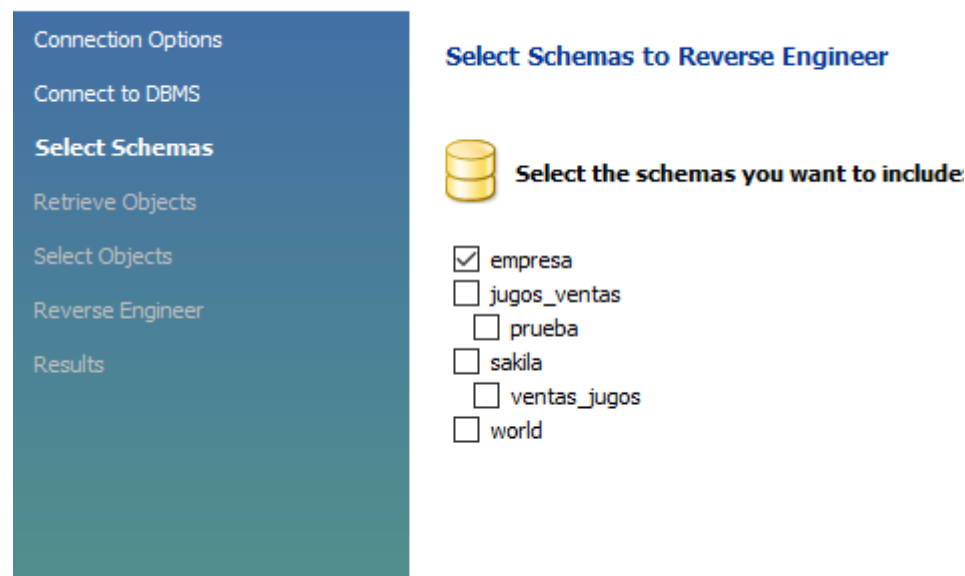 Connection Options
Connect to DBMS
Select Schemas
Retrieve Objects
Select Objects
Reverse Engineer
Results
Select Schemas to Reverse Engineer
Select the schemas you want to include:
empresa
jugos_ventas
prueba
sakila
ventas_jugos
world